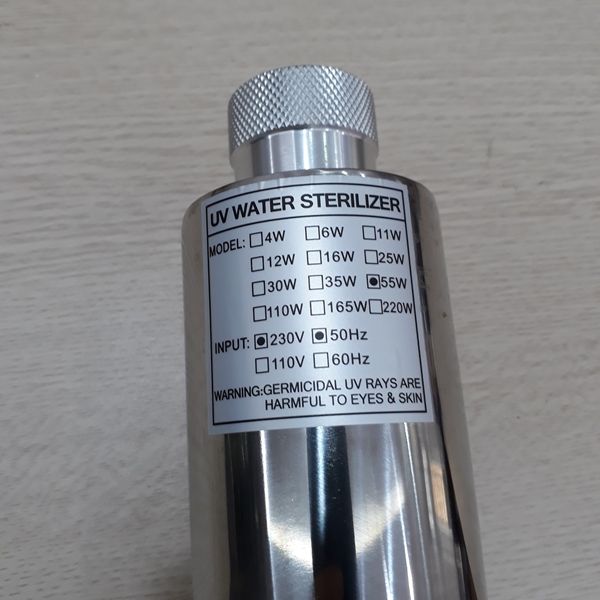 UV WATER STERILIZER
MODEL: ☐4W ☐6W ☐11W
☐12W ☐16W ☐25W
☐30W ☐35W ☒55W
☐110W ☐165W ☐220W
INPUT: ☒230V ☒50Hz
☐110V ☐60Hz
WARNING:GERMICIDAL UV RAYS ARE
HARMFUL TO EYES & SKIN